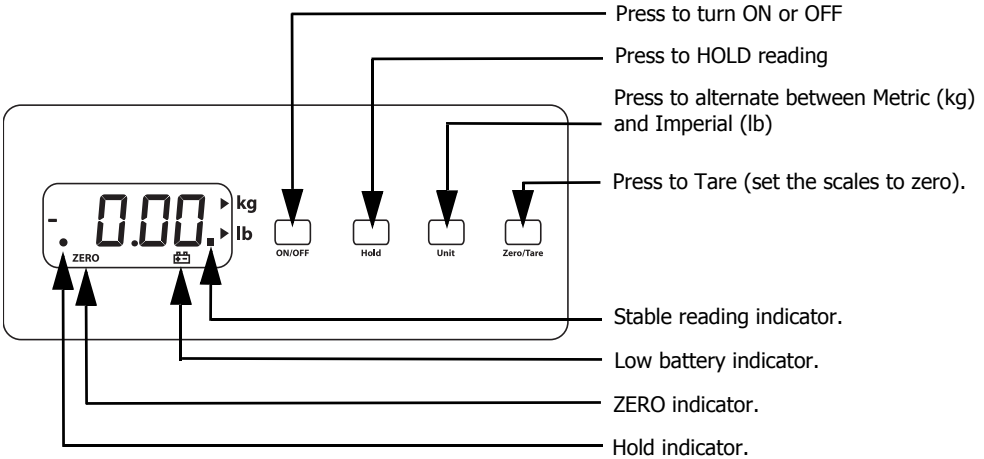 Press to turn ON or OFF
Press to HOLD reading
Press to alternate between Metric (kg)
and Imperial (lb)
Press to Tare (set the scales to zero).
- 0.00.
kg
lb
ZERO
ON/OFF
Hold
Unit
Zero/Tare
Stable reading indicator.
Low battery indicator.
ZERO indicator.
Hold indicator.